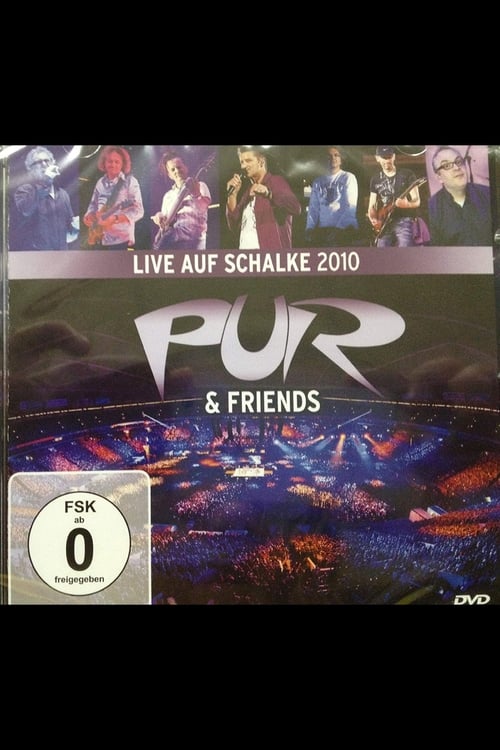 LIVE AUF SCHALKE 2010
PUR
& FRIENDS
FSK
ab
0
freigegeben
DVD